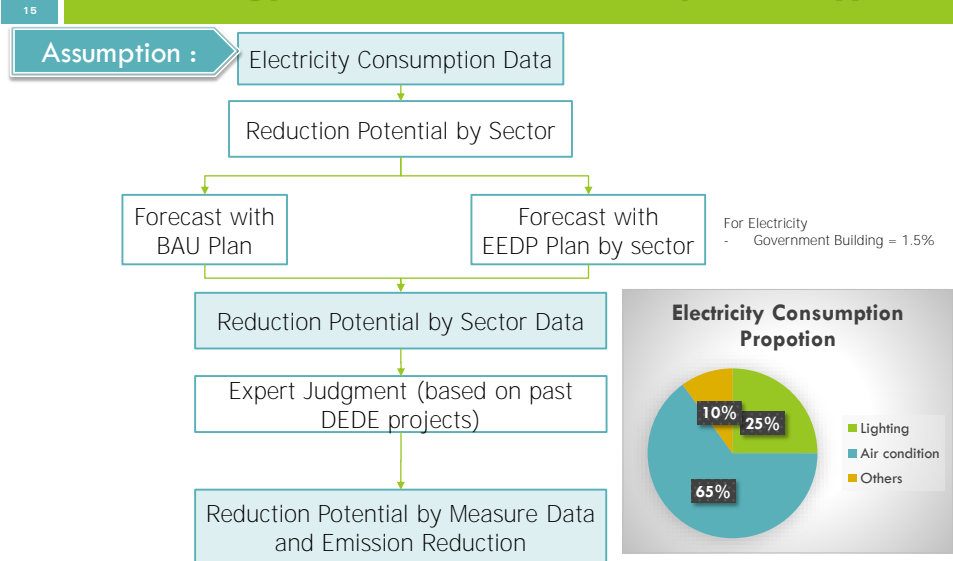 15
Assumption :
Electricity Consumption Data
Reduction Potential by Sector
Forecast with
BAU Plan
Forecast with
EEDP Plan by sector
For Electricity
- Government Building = 1.5%
Reduction Potential by Sector Data
Expert Judgment (based on past
DEDE projects)
Reduction Potential by Measure Data
and Emission Reduction
Electricity Consumption
Propotion
10%
25%
65%
Lighting
Air condition
Others